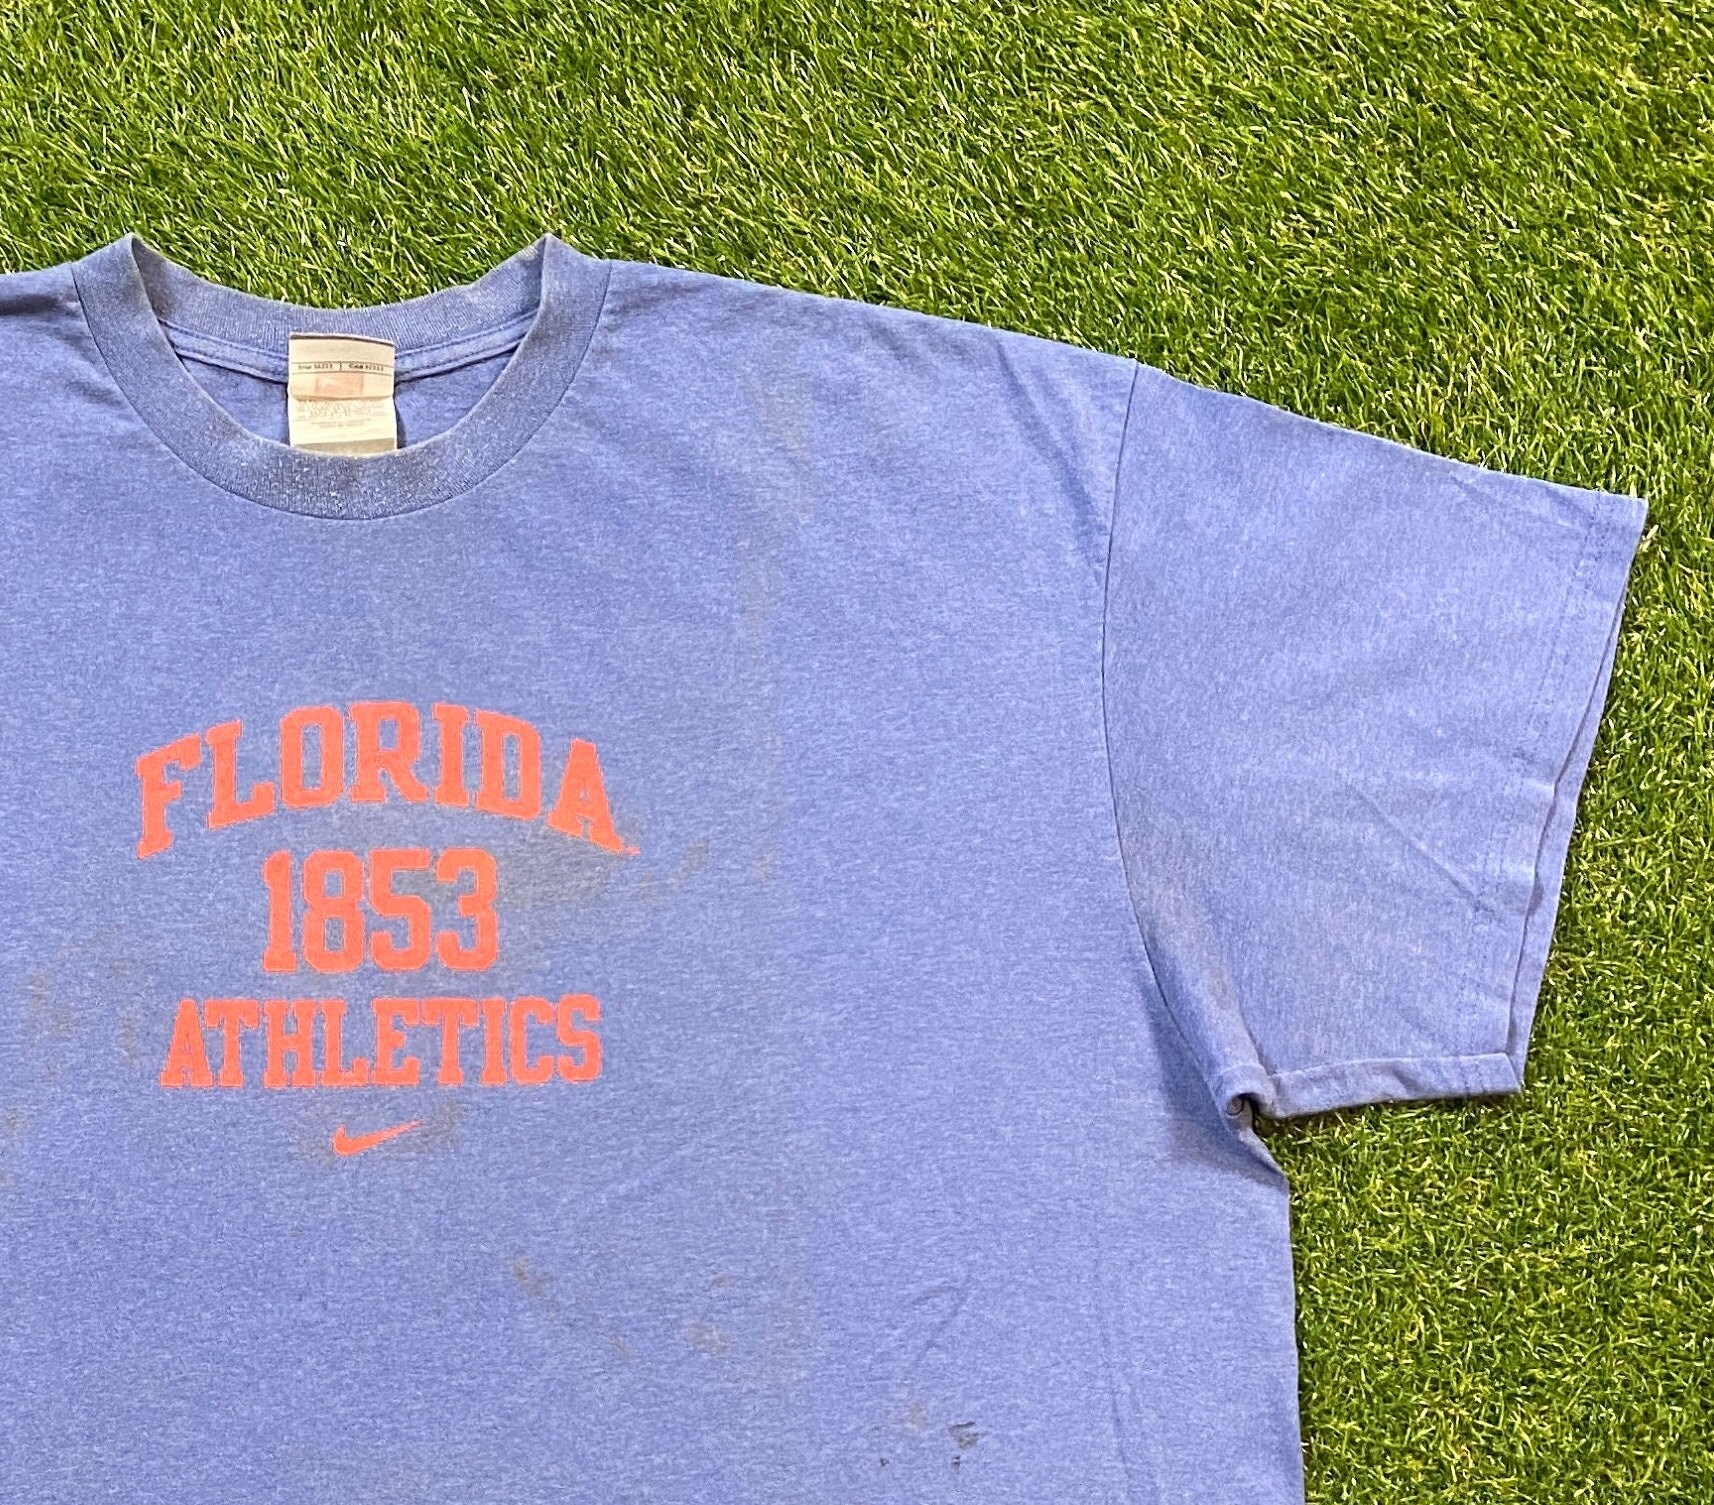 FLORIDA
1853
ATHLETICS